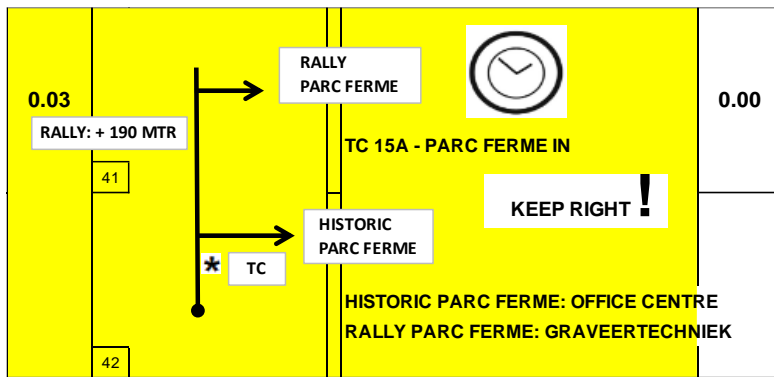 RALLY
PARC FERME
0.03
0.00
RALLY: + 190 MTR
TC 15A - PARC FERME IN
41
KEEP RIGHT !
HISTORIC
PARC FERME
* TC
HISTORIC PARC FERME: OFFICE CENTRE
RALLY PARC FERME: GRAVEERTECHNIEK
42